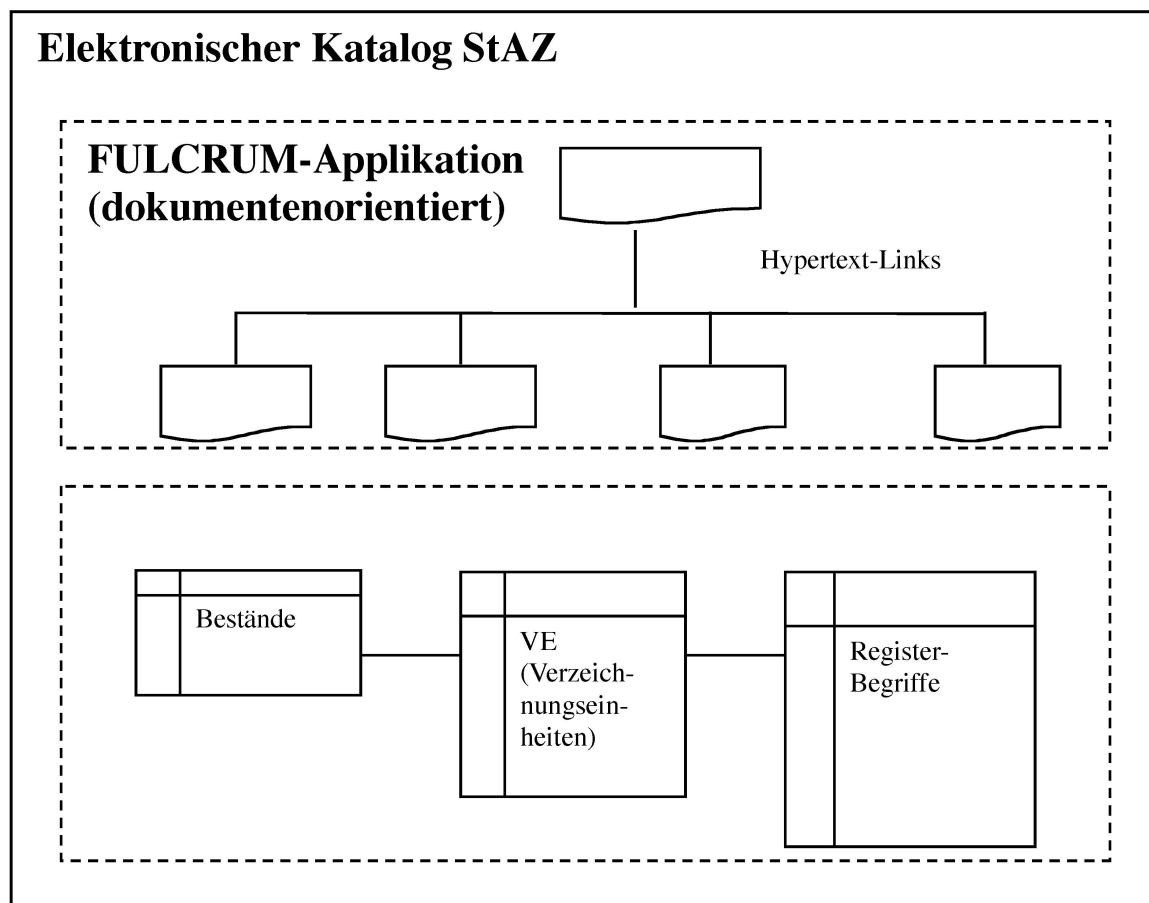 Elektronischer Katalog StAZ
FULCRUM-Applikation
(dokumentenorientiert)
Hypertext-Links
Bestände
VE
(Verzeich-
nungsein-
heiten)
Register-
Begriffe